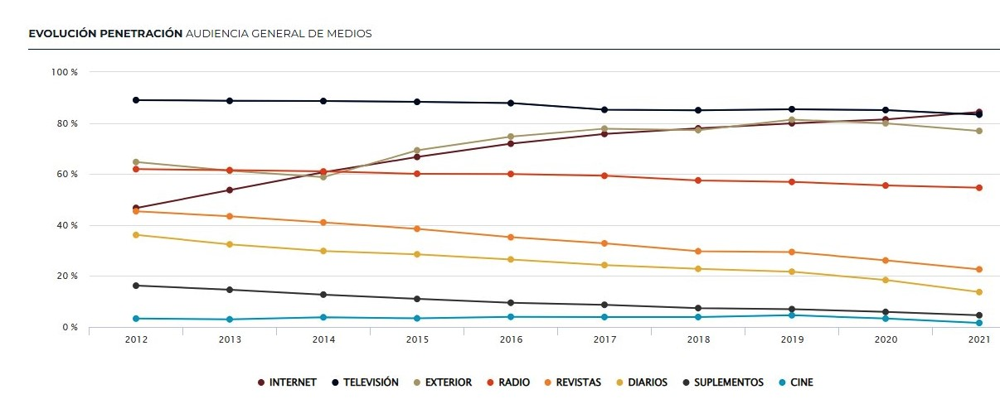 EVOLUCIÓN PENETRACIÓN AUDIENCIA GENERAL DE MEDIOS
100 %
80 %
60 %
40 %
20 %
0 %
2012 2013 2014 2015 2016 2017 2018 2019 2020 2021
INTERNET TELEVISIÓN EXTERIOR RADIO REVISTAS DIARIOS SUPLEMENTOS CINE